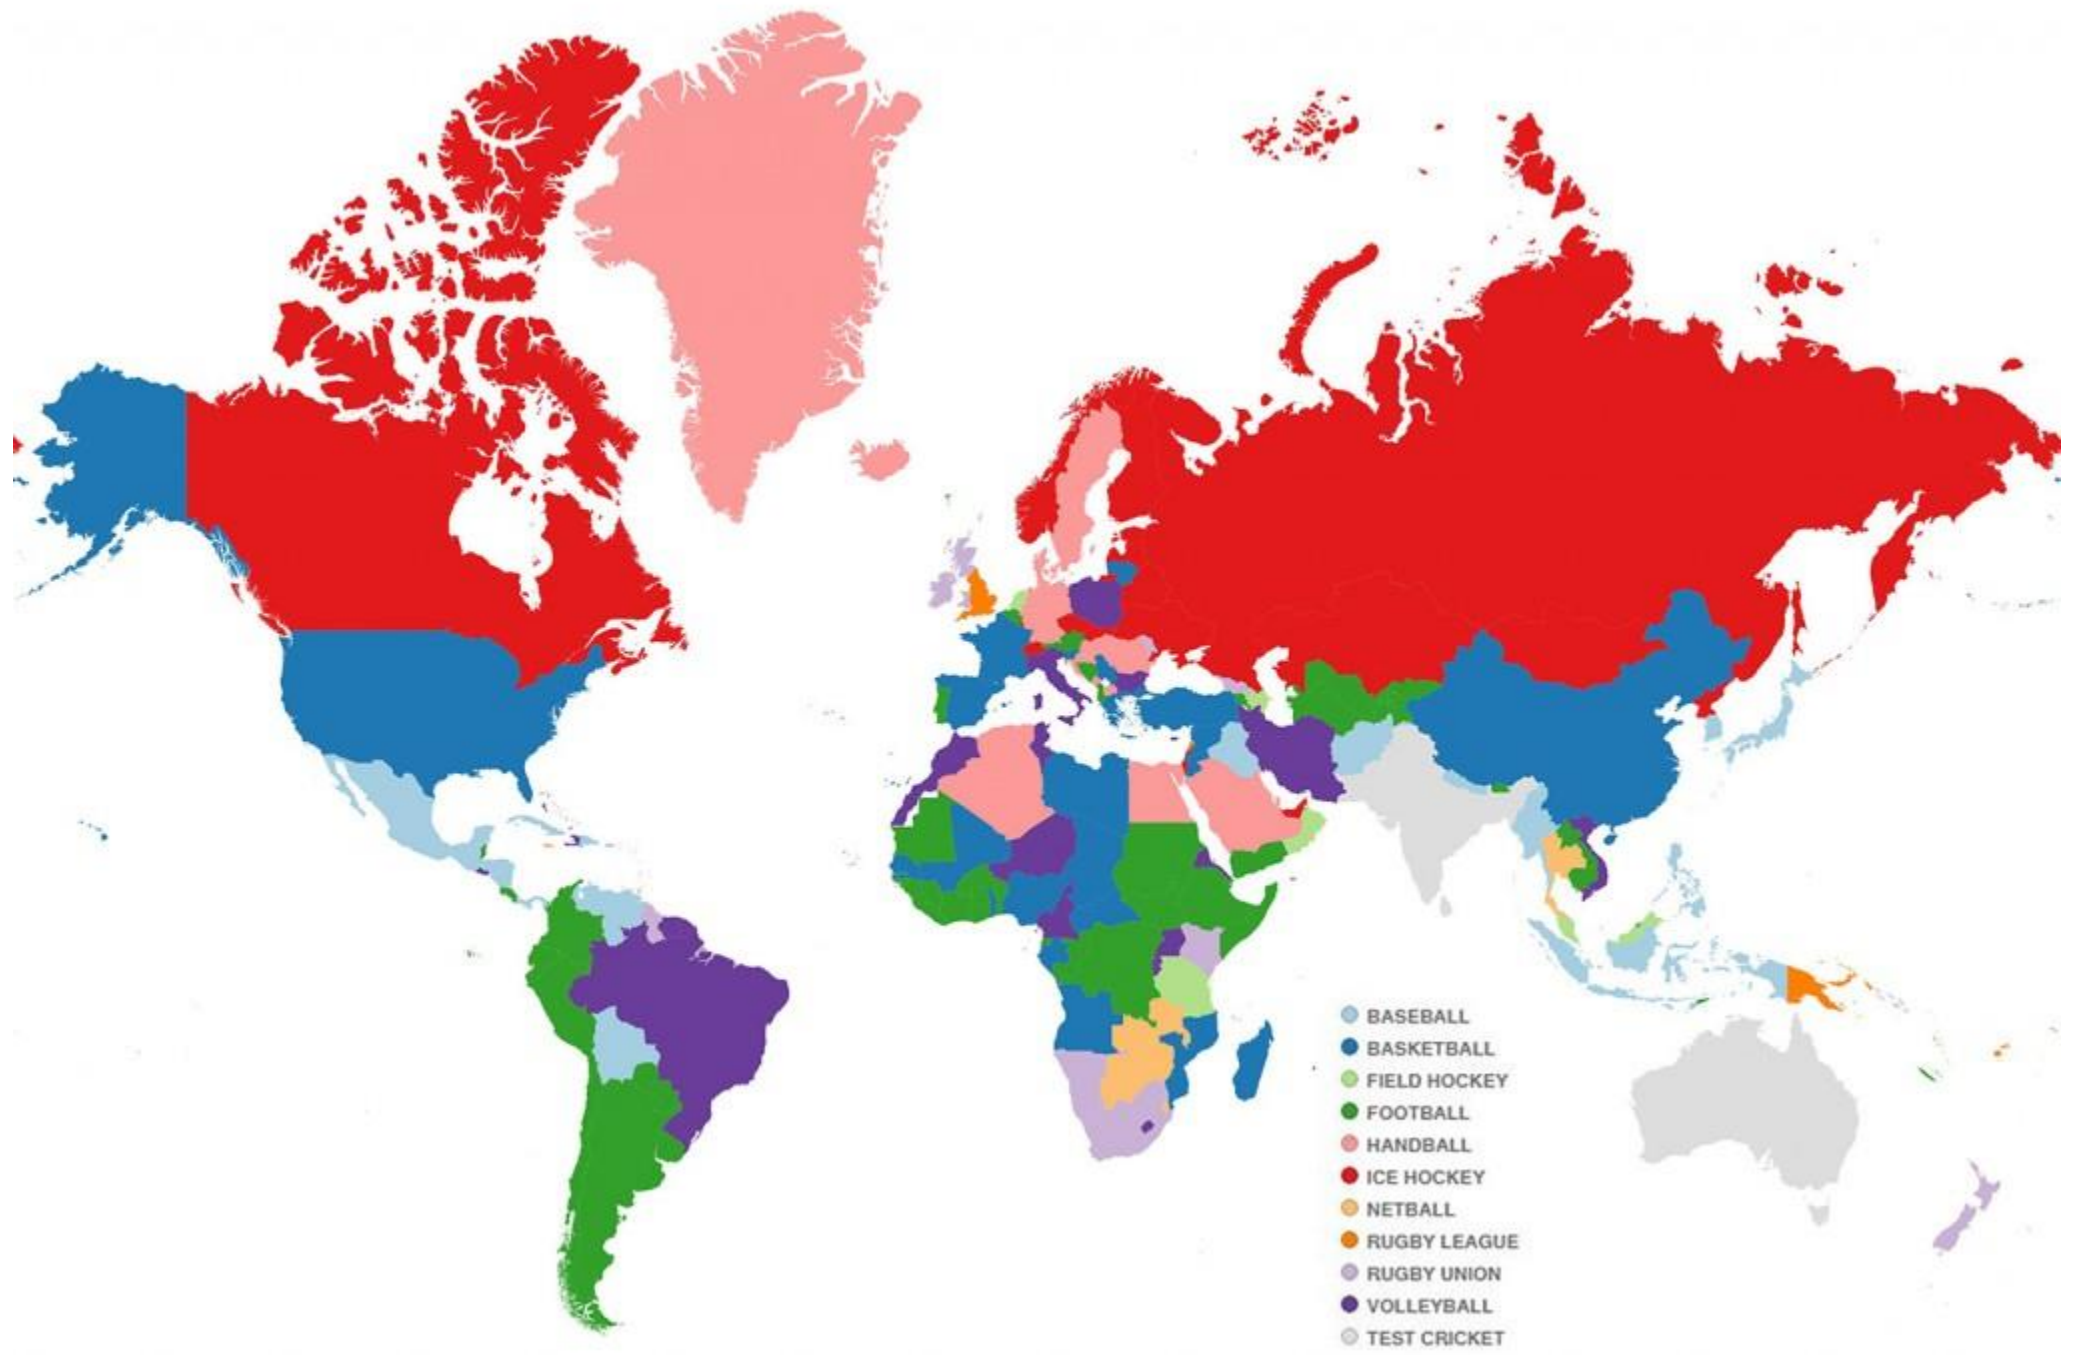 BASEBALL
BASKETBALL
FIELD HOCKEY
FOOTBALL
HANDBALL
ICE HOCKEY
NETBALL
RUGBY LEAGUE
RUGBY UNION
VOLLEYBALL
TEST CRICKET